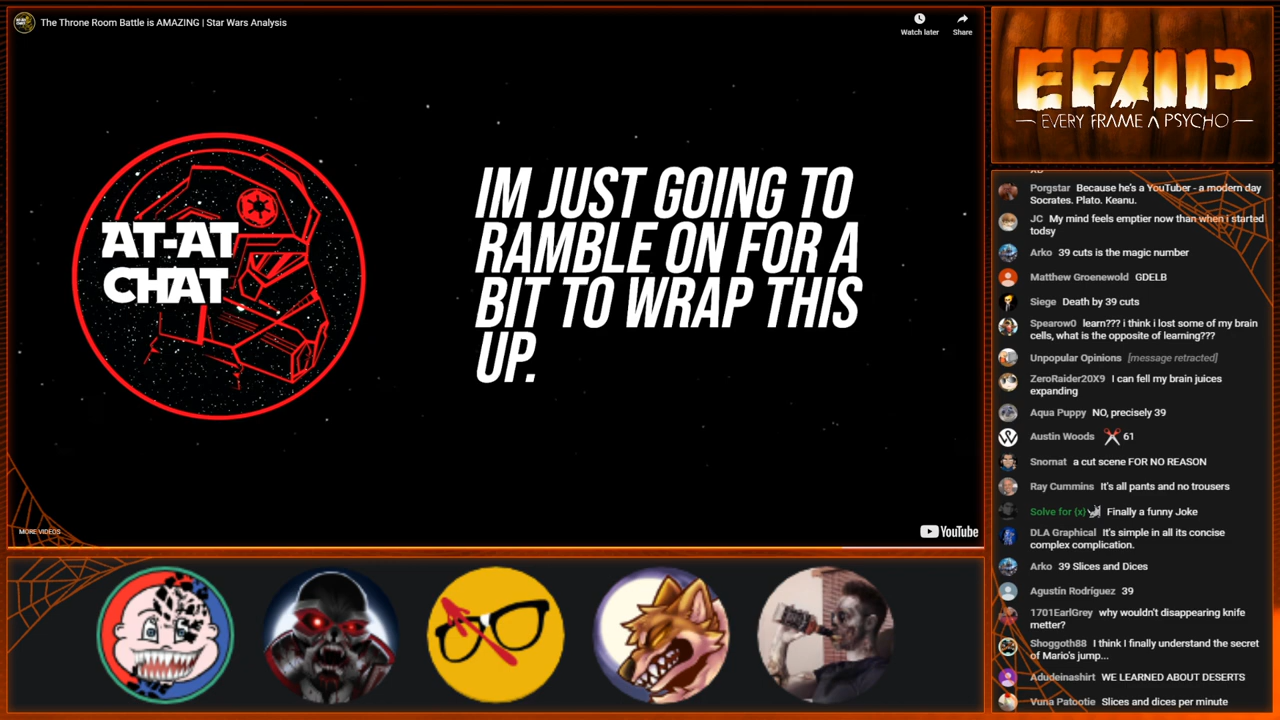 The Throne Room Battle is AMAZING | Star Wars Analysis
Watch later
Share
AT-AT
CHAT
IM JUST GOING TO
RAMBLE ON FOR A
BIT TO WRAP THIS
UP.
MORE VIDEOS
YouTube
EFAP
EVERY FRAME A PSYCHO
Porgstar Because he's a YouTuber - a modern day
Socrates. Plato. Keanu.
JC My mind feels emptier now than when i started
todsy
Arko 39 cuts is the magic number
Matthew Groenewold GDELB
Siege Death by 39 cuts
Spearow0 learn??? i think i lost some of my brain
cells, what is the opposite of learning???
Unpopular Opinions [message retracted]
ZeroRaider20X9 I can fell my brain juices
expanding
Aqua Puppy NO, precisely 39
Austin Woods 61
Snornat a cut scene FOR NO REASON
Ray Cummins It's all pants and no trousers
Solve for (x) Finally a funny Joke
DLA Graphical It's simple in all its concise
complex complication.
Arko 39 Slices and Dices
Agustin Rodríguez 39
1701EarlGrey why wouldn't disappearing knife
metter?
Shoggoth88 I think I finally understand the secret
of Mario's jump...
Adudeinashirt WE LEARNED ABOUT DESERTS
Vuna Patootie Slices and dices per minute